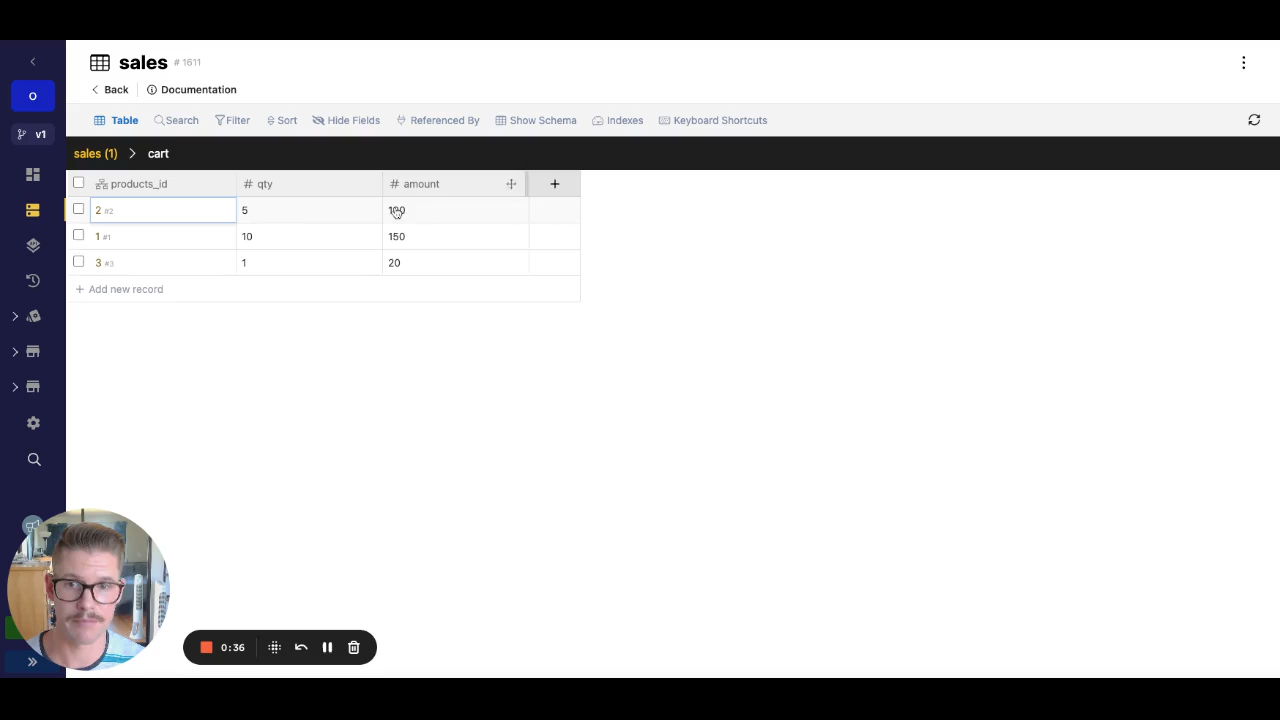 sales # 1611
Back Documentation
O
v1
Table Search Filter Sort Hide Fields Referenced By Show Schema Indexes Keyboard Shortcuts
sales (1) > cart
products_id # qty # amount +
2 #2 5
1 #1 10 150
3 #3 1 20
+ Add new record
0:36